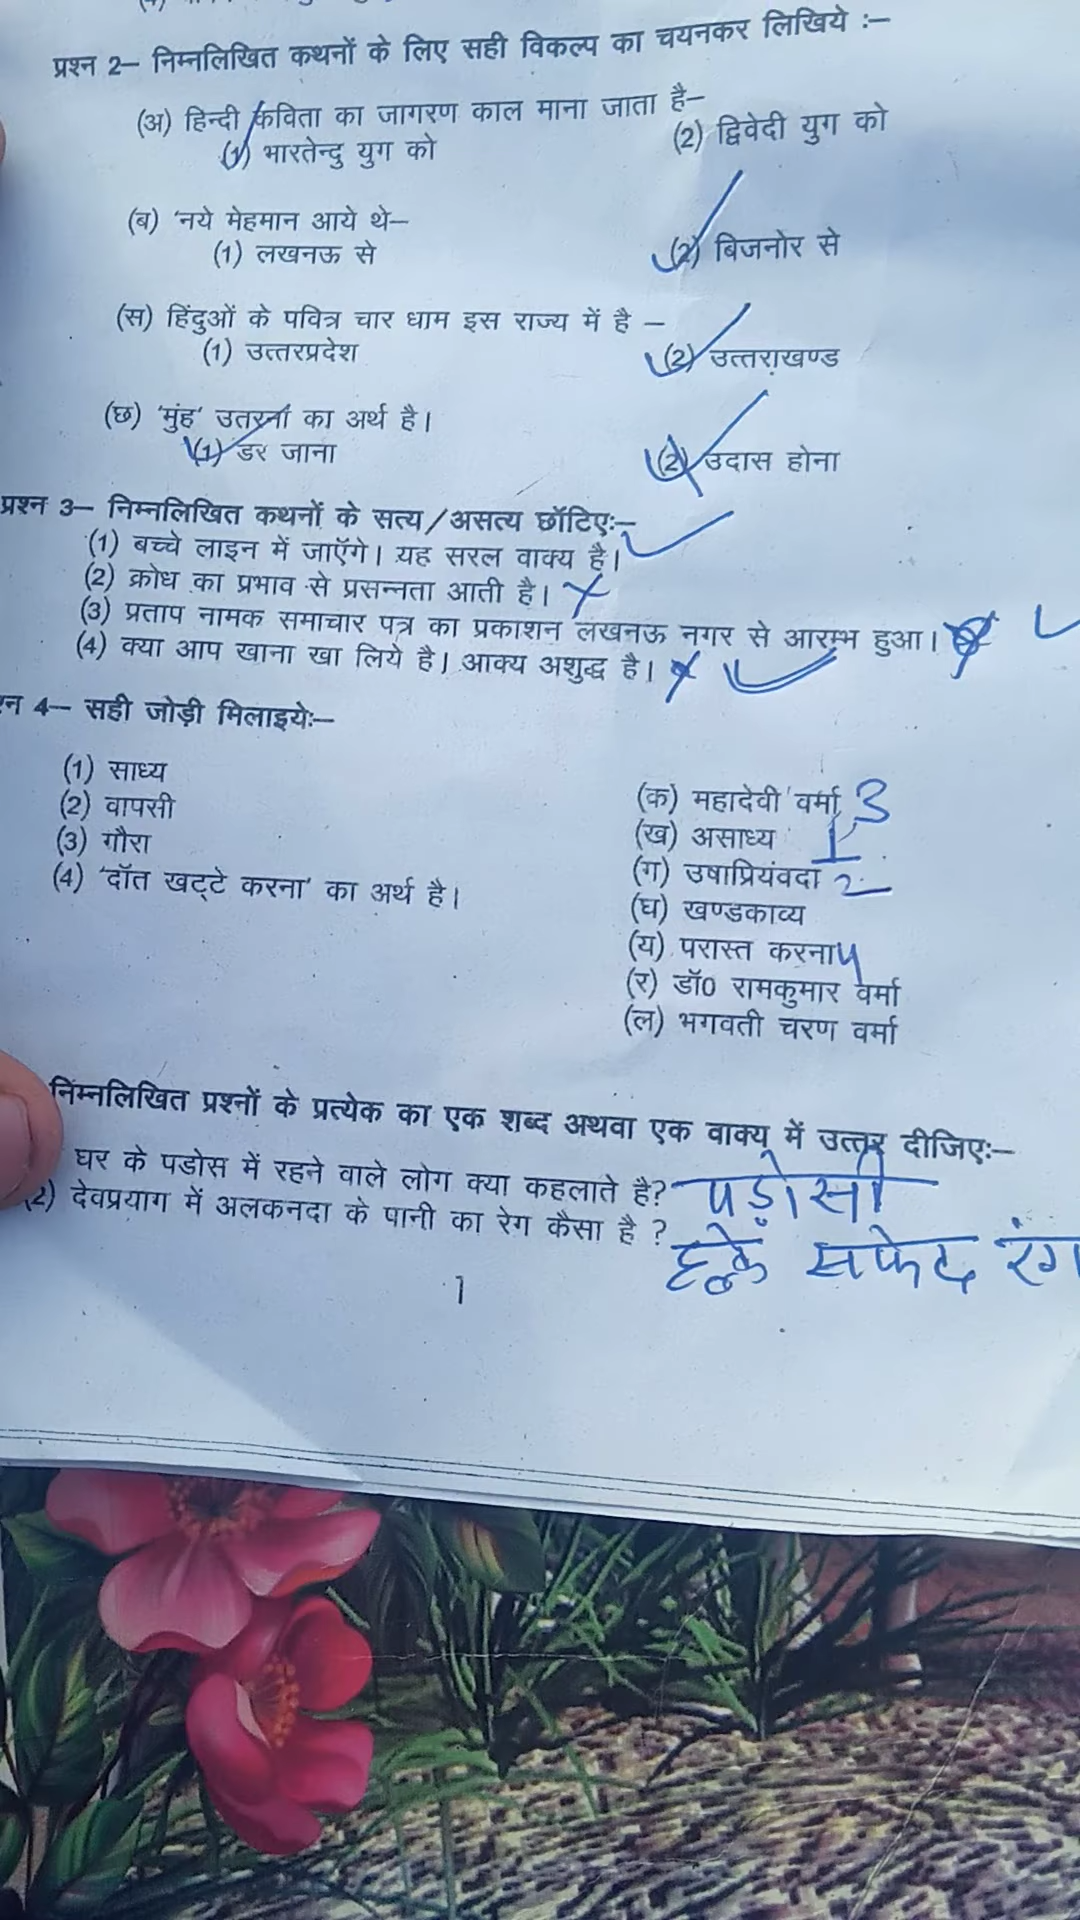 प्रश्न 2– निम्नलिखित कथनों के लिए सही विकल्प का चयनकर लिखिये :–
(अ) हिन्दी कविता का जागरण काल माना जाता है–
(1) भारतेन्दु युग को (2) द्विवेदी युग को
(ब) 'नये मेहमान आये थे–
(1) लखनऊ से (2) बिजनोर से
(स) हिंदुओं के पवित्र चार धाम इस राज्य में है –
(1) उत्तरप्रदेश (2) उत्तराखण्ड
(छ) 'मुंह' उतरना का अर्थ है।
(1) डर जाना (2) उदास होना
प्रश्न 3– निम्नलिखित कथनों के सत्य/असत्य छॉटिएः–
(1) बच्चे लाइन में जाऍगे। यह सरल वाक्य है।
(2) क्रोध का प्रभाव से प्रसन्नता आती है।
(3) प्रताप नामक समाचार पत्र का प्रकाशन लखनऊ नगर से आरम्भ हुआ।
(4) क्या आप खाना खा लिये है। आक्य अशुद्ध है।
न 4– सही जोड़ी मिलाइयेः–
(1) साध्य
(2) वापसी
(3) गौरा
(4) 'दॉत खट्टे करना' का अर्थ है।
(क) महादेवी वर्मा 3
(ख) असाध्य 1
(ग) उषाप्रियंवदा 2
(घ) खण्डकाव्य
(य) परास्त करना 4
(र) डॉ0 रामकुमार वर्मा
(ल) भगवती चरण वर्मा
निम्नलिखित प्रश्नों के प्रत्येक का एक शब्द अथवा एक वाक्य में उत्तर दीजिएः–
घर के पडोस में रहने वाले लोग क्या कहलाते है? पड़ोसी
(2) देवप्रयाग में अलकनदा के पानी का रेग कैसा है ? हल्के सफेद रंग
1